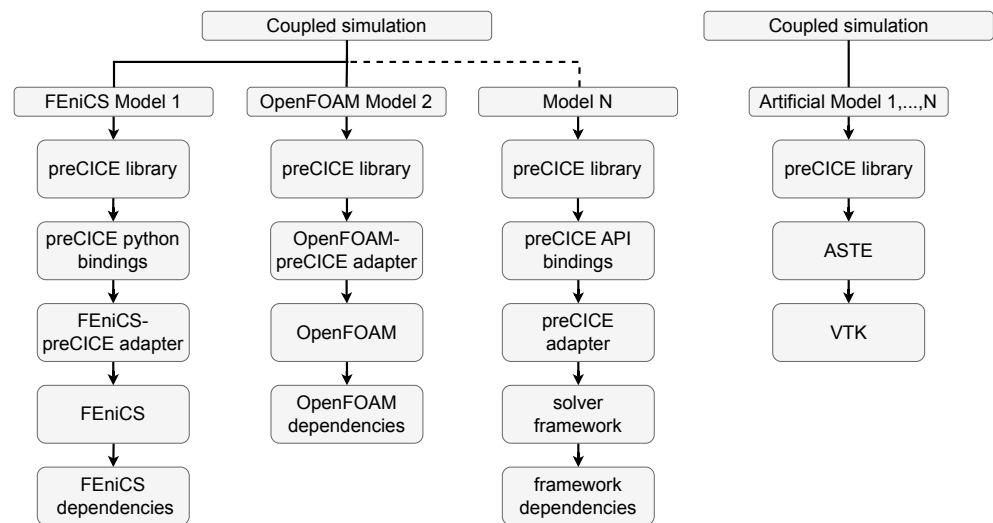 Coupled simulation
Coupled simulation
FEniCS Model 1
OpenFOAM Model 2
Model N
Artificial Model 1,...,N
preCICE library
preCICE library
preCICE library
preCICE library
preCICE python
bindings
OpenFOAM-
preCICE adapter
preCICE API
bindings
ASTE
FEniCS-
preCICE adapter
OpenFOAM
preCICE
adapter
VTK
FEniCS
OpenFOAM
dependencies
solver
framework
FEniCS
dependencies
framework
dependencies